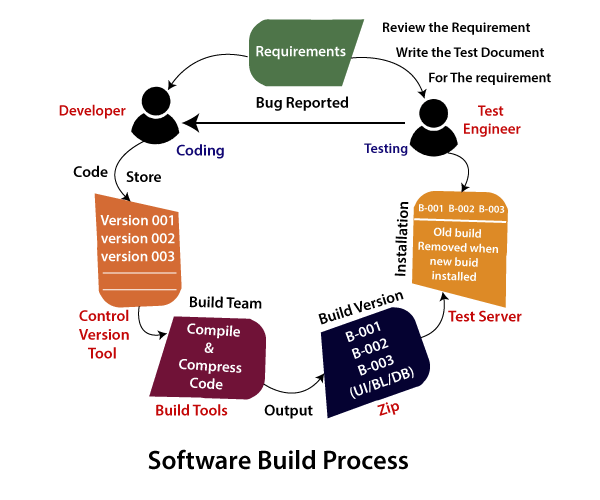 Requirements
Review the Requirement
Write the Test Document
For The requirement
Developer
Bug Reported
Test
Engineer
Coding
Testing
Code
Store
Version 001
version 002
version 003
Control
Version
Tool
Build Team
Compile
&
Compress
Code
Build Tools
Output
Build Version
B-001
B-002
B-003
(UI/BL/DB)
Zip
Installation
B-001 B-002 B-003
Old build
Removed when
new buid
installed
Test Server
Software Build Process